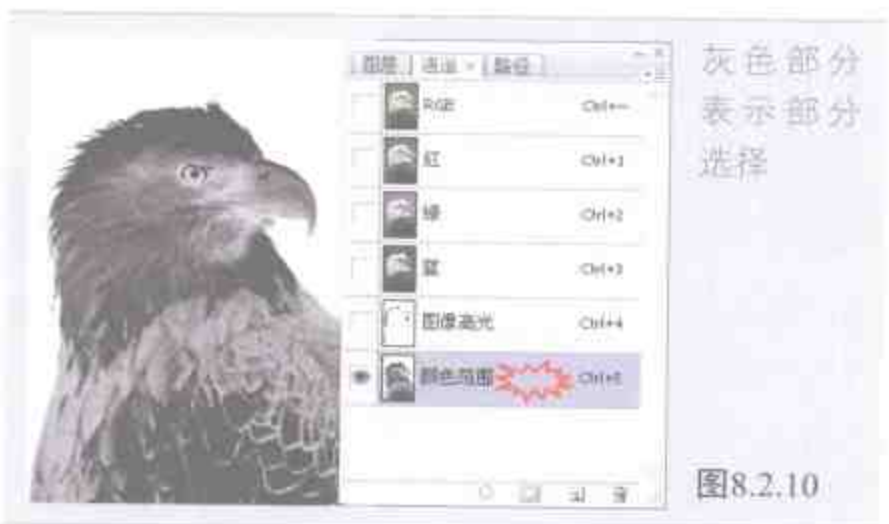 图层 通道 × 路径
RGB Ctrl+~
红 Ctrl+1
绿 Ctrl+2
蓝 Ctrl+3
图像高光 Ctrl+4
颜色范围 Ctrl+5
灰色部分
表示部分
选择
图8.2.10